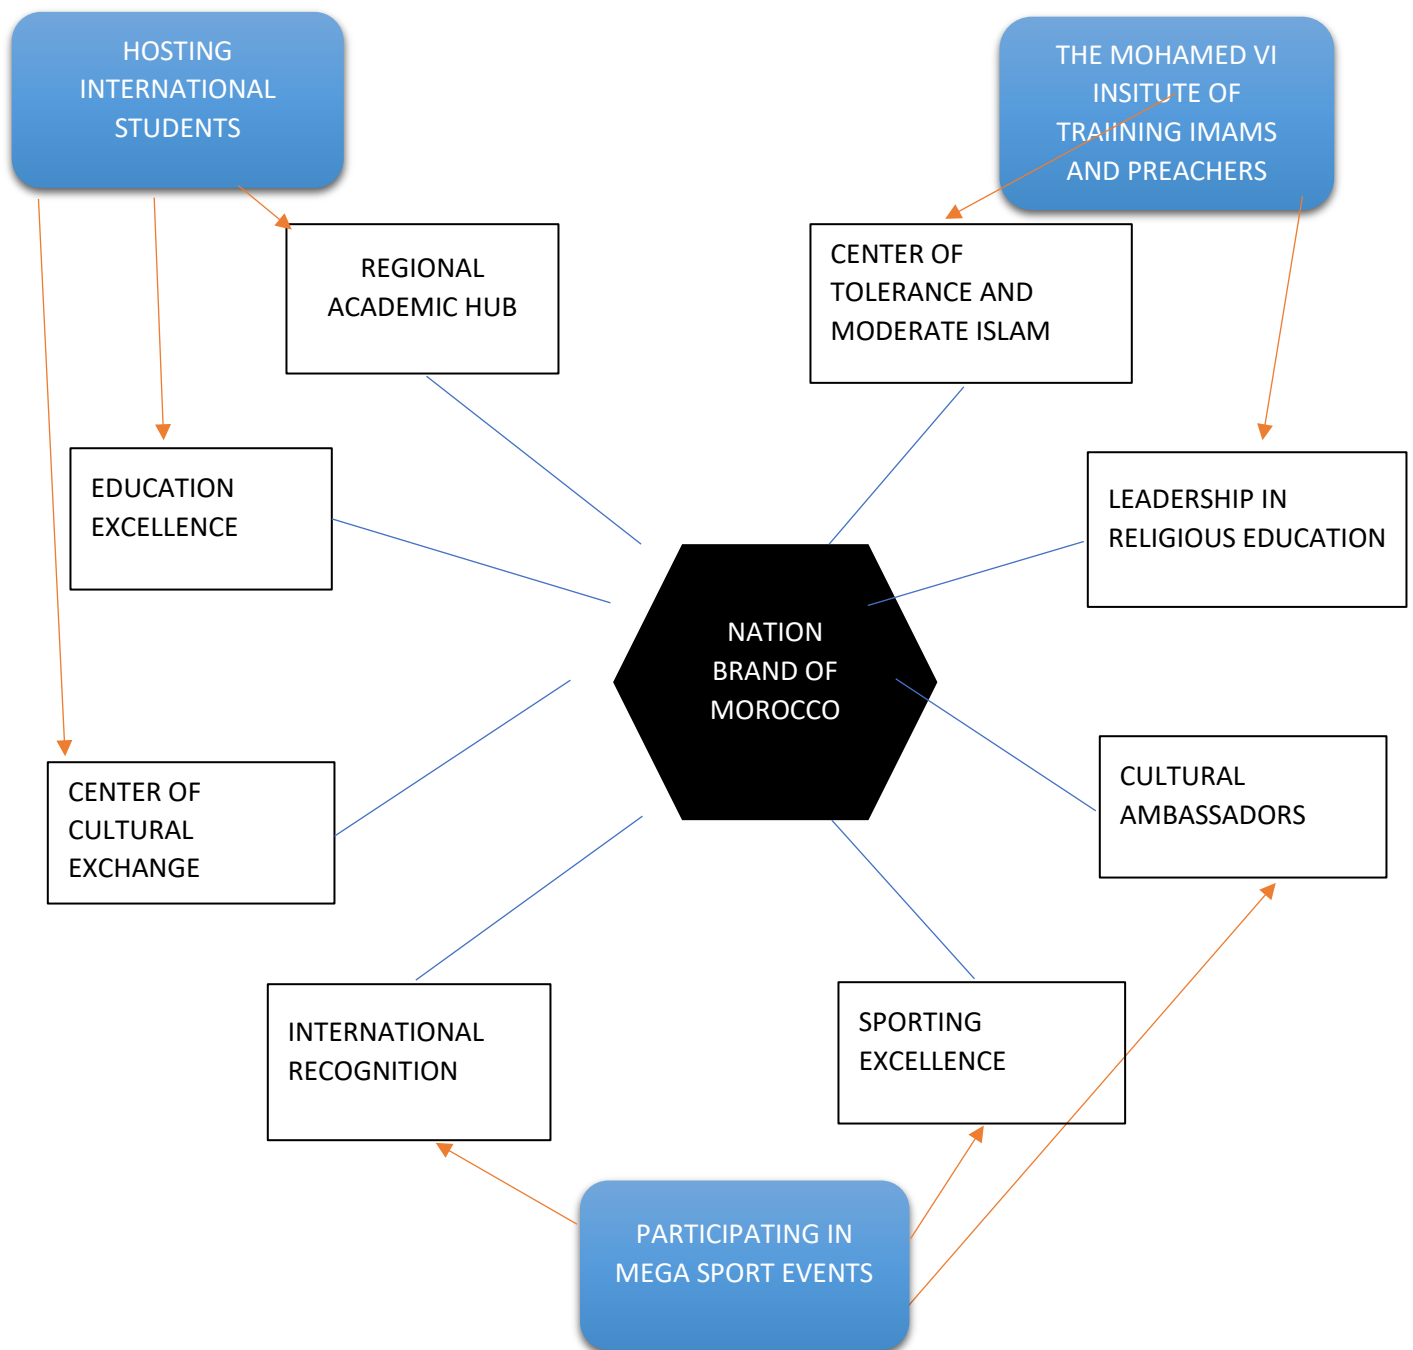 HOSTING
INTERNATIONAL
STUDENTS
THE MOHAMED VI
INSITUTE OF
TRAIINING IMAMS
AND PREACHERS
REGIONAL
ACADEMIC HUB
CENTER OF
TOLERANCE AND
MODERATE ISLAM
EDUCATION
EXCELLENCE
LEADERSHIP IN
RELIGIOUS EDUCATION
NATION
BRAND OF
MOROCCO
CENTER OF
CULTURAL
EXCHANGE
CULTURAL
AMBASSADORS
INTERNATIONAL
RECOGNITION
SPORTING
EXCELLENCE
PARTICIPATING IN
MEGA SPORT EVENTS